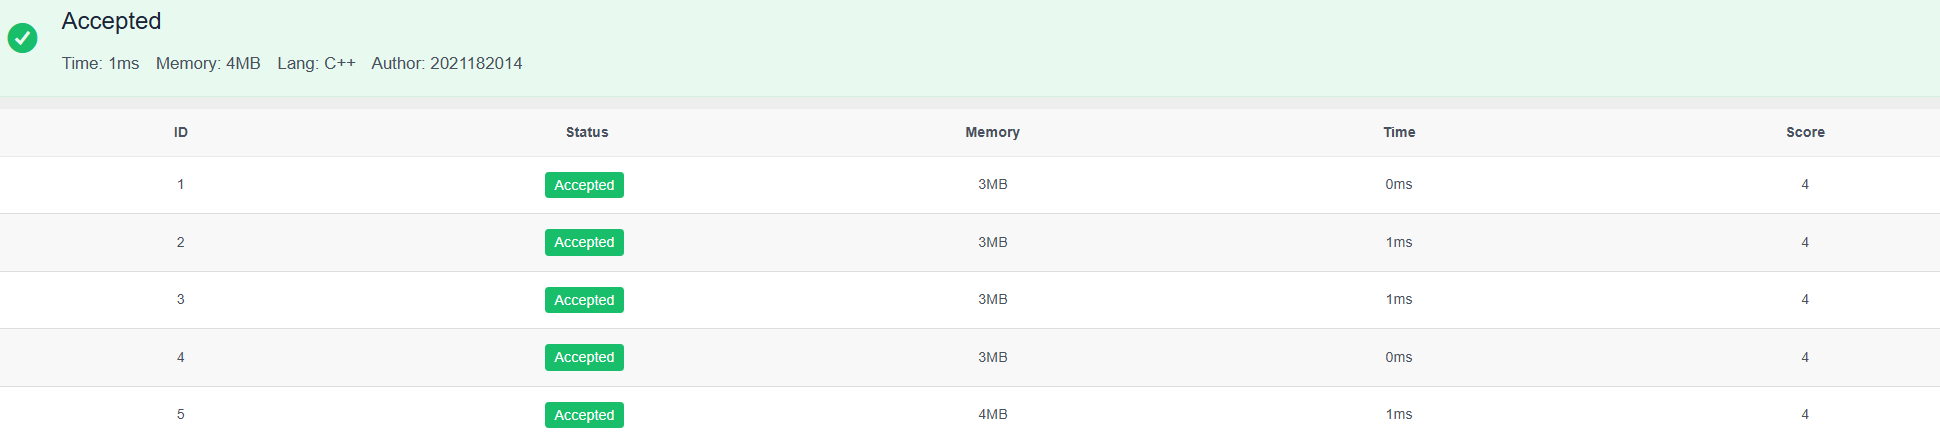 Accepted
Time: 1ms Memory: 4MB Lang: C++ Author: 2021182014
ID Status Memory Time Score
1 Accepted 3MB 0ms 4
2 Accepted 3MB 1ms 4
3 Accepted 3MB 1ms 4
4 Accepted 3MB 0ms 4
5 Accepted 4MB 1ms 4